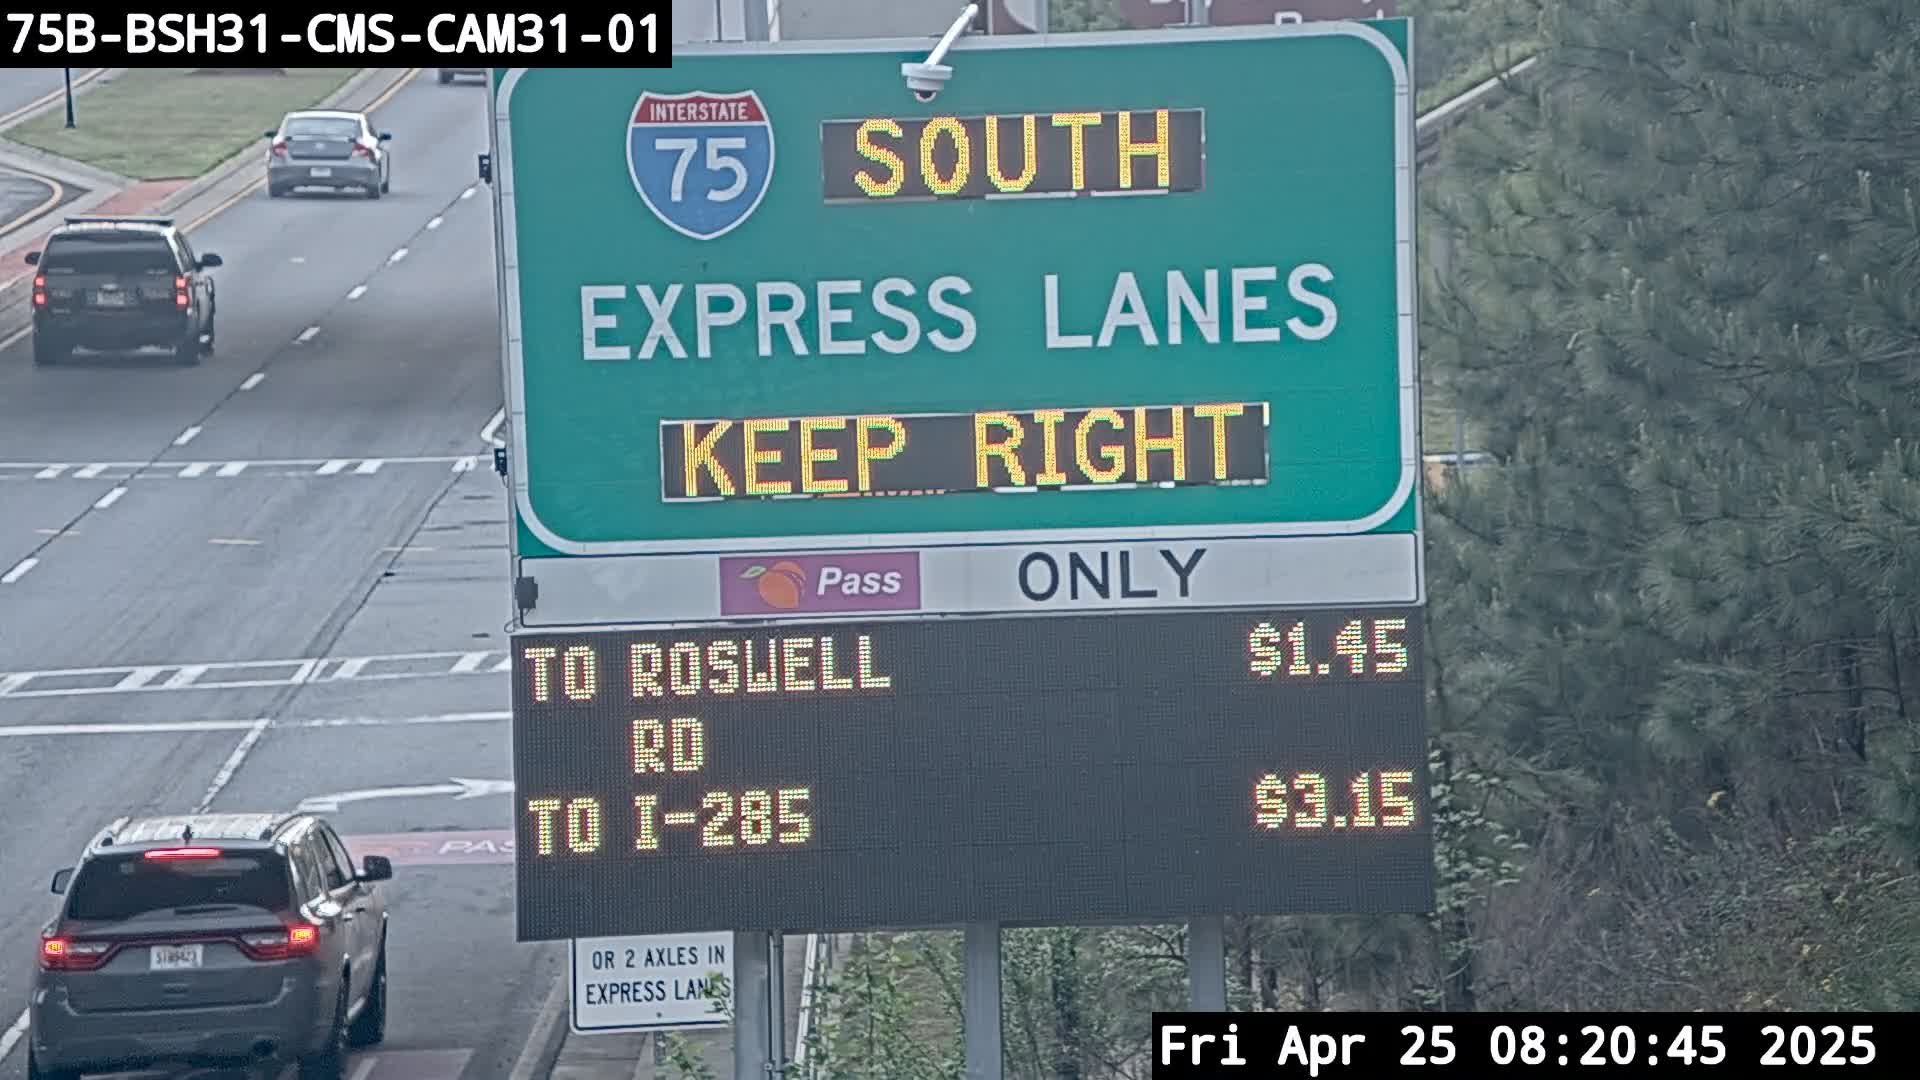 75B-BSH31-CMS-CAM31-01
INTERSTATE
75
SOUTH
EXPRESS LANES
KEEP RIGHT
Pass ONLY
TO ROSWELL $1.45
RD
TO I-285 $3.15
OR 2 AXLES IN
EXPRESS LANES
Fri Apr 25 08:20:45 2025